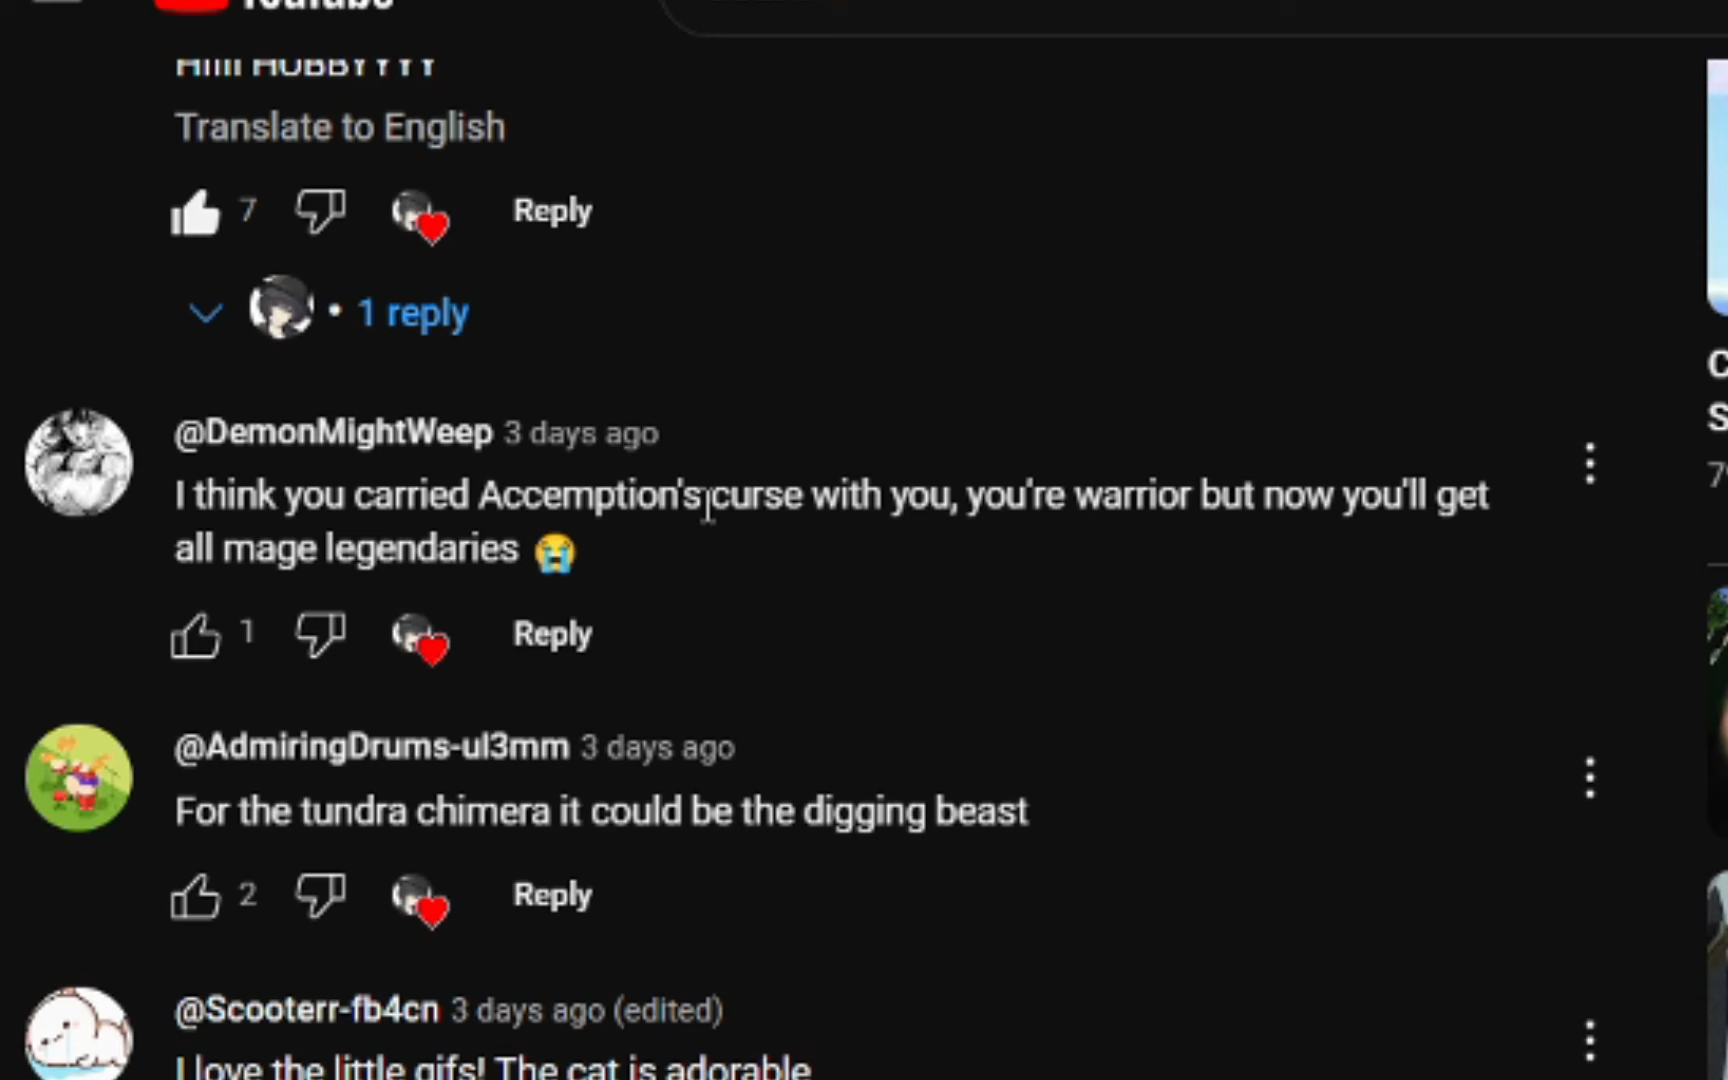 YouTube
Hiiii HUBBYYYY
Translate to English
7
Reply
• 1 reply
@DemonMightWeep 3 days ago
I think you carried Accemption's curse with you, you're warrior but now you'll get
all mage legendaries 😭
1
Reply
@AdmiringDrums-ul3mm 3 days ago
For the tundra chimera it could be the digging beast
2
Reply
@Scooterr-fb4cn 3 days ago (edited)
I love the little gifs! The cat is adorable